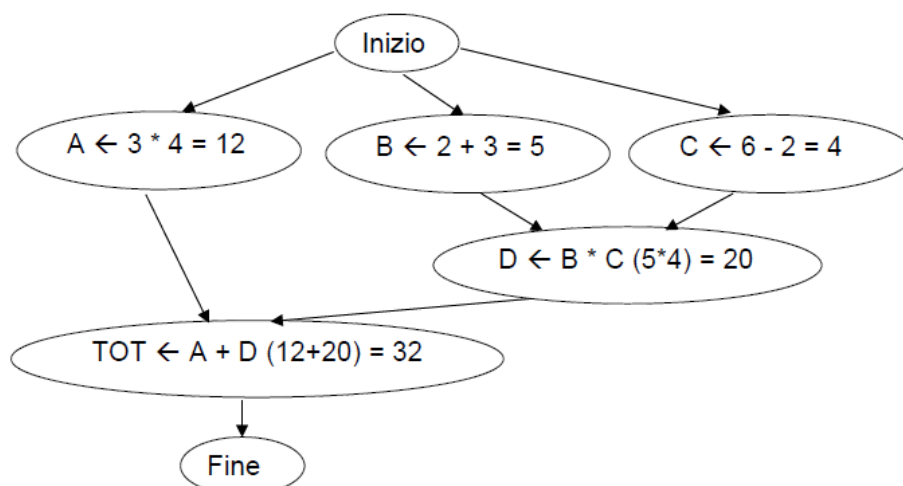 Inizio
A ← 3 * 4 = 12
B ← 2 + 3 = 5
C ← 6 - 2 = 4
D ← B * C (5*4) = 20
TOT ← A + D (12+20) = 32
Fine